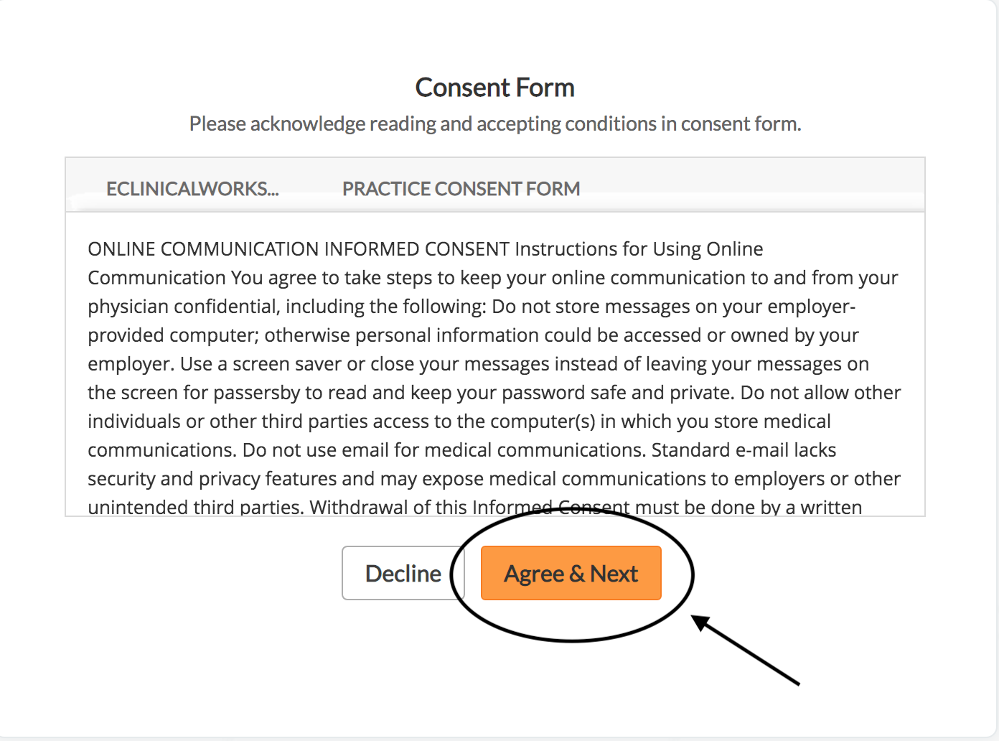 Consent Form
Please acknowledge reading and accepting conditions in consent form.
ECLINICALWORKS... PRACTICE CONSENT FORM
ONLINE COMMUNICATION INFORMED CONSENT Instructions for Using Online
Communication You agree to take steps to keep your online communication to and from your
physician confidential, including the following: Do not store messages on your employer-
provided computer; otherwise personal information could be accessed or owned by your
employer. Use a screen saver or close your messages instead of leaving your messages on
the screen for passersby to read and keep your password safe and private. Do not allow other
individuals or other third parties access to the computer(s) in which you store medical
communications. Do not use email for medical communications. Standard e-mail lacks
security and privacy features and may expose medical communications to employers or other
unintended third parties. Withdrawal of this Informed Consent must be done by a written
Decline Agree & Next